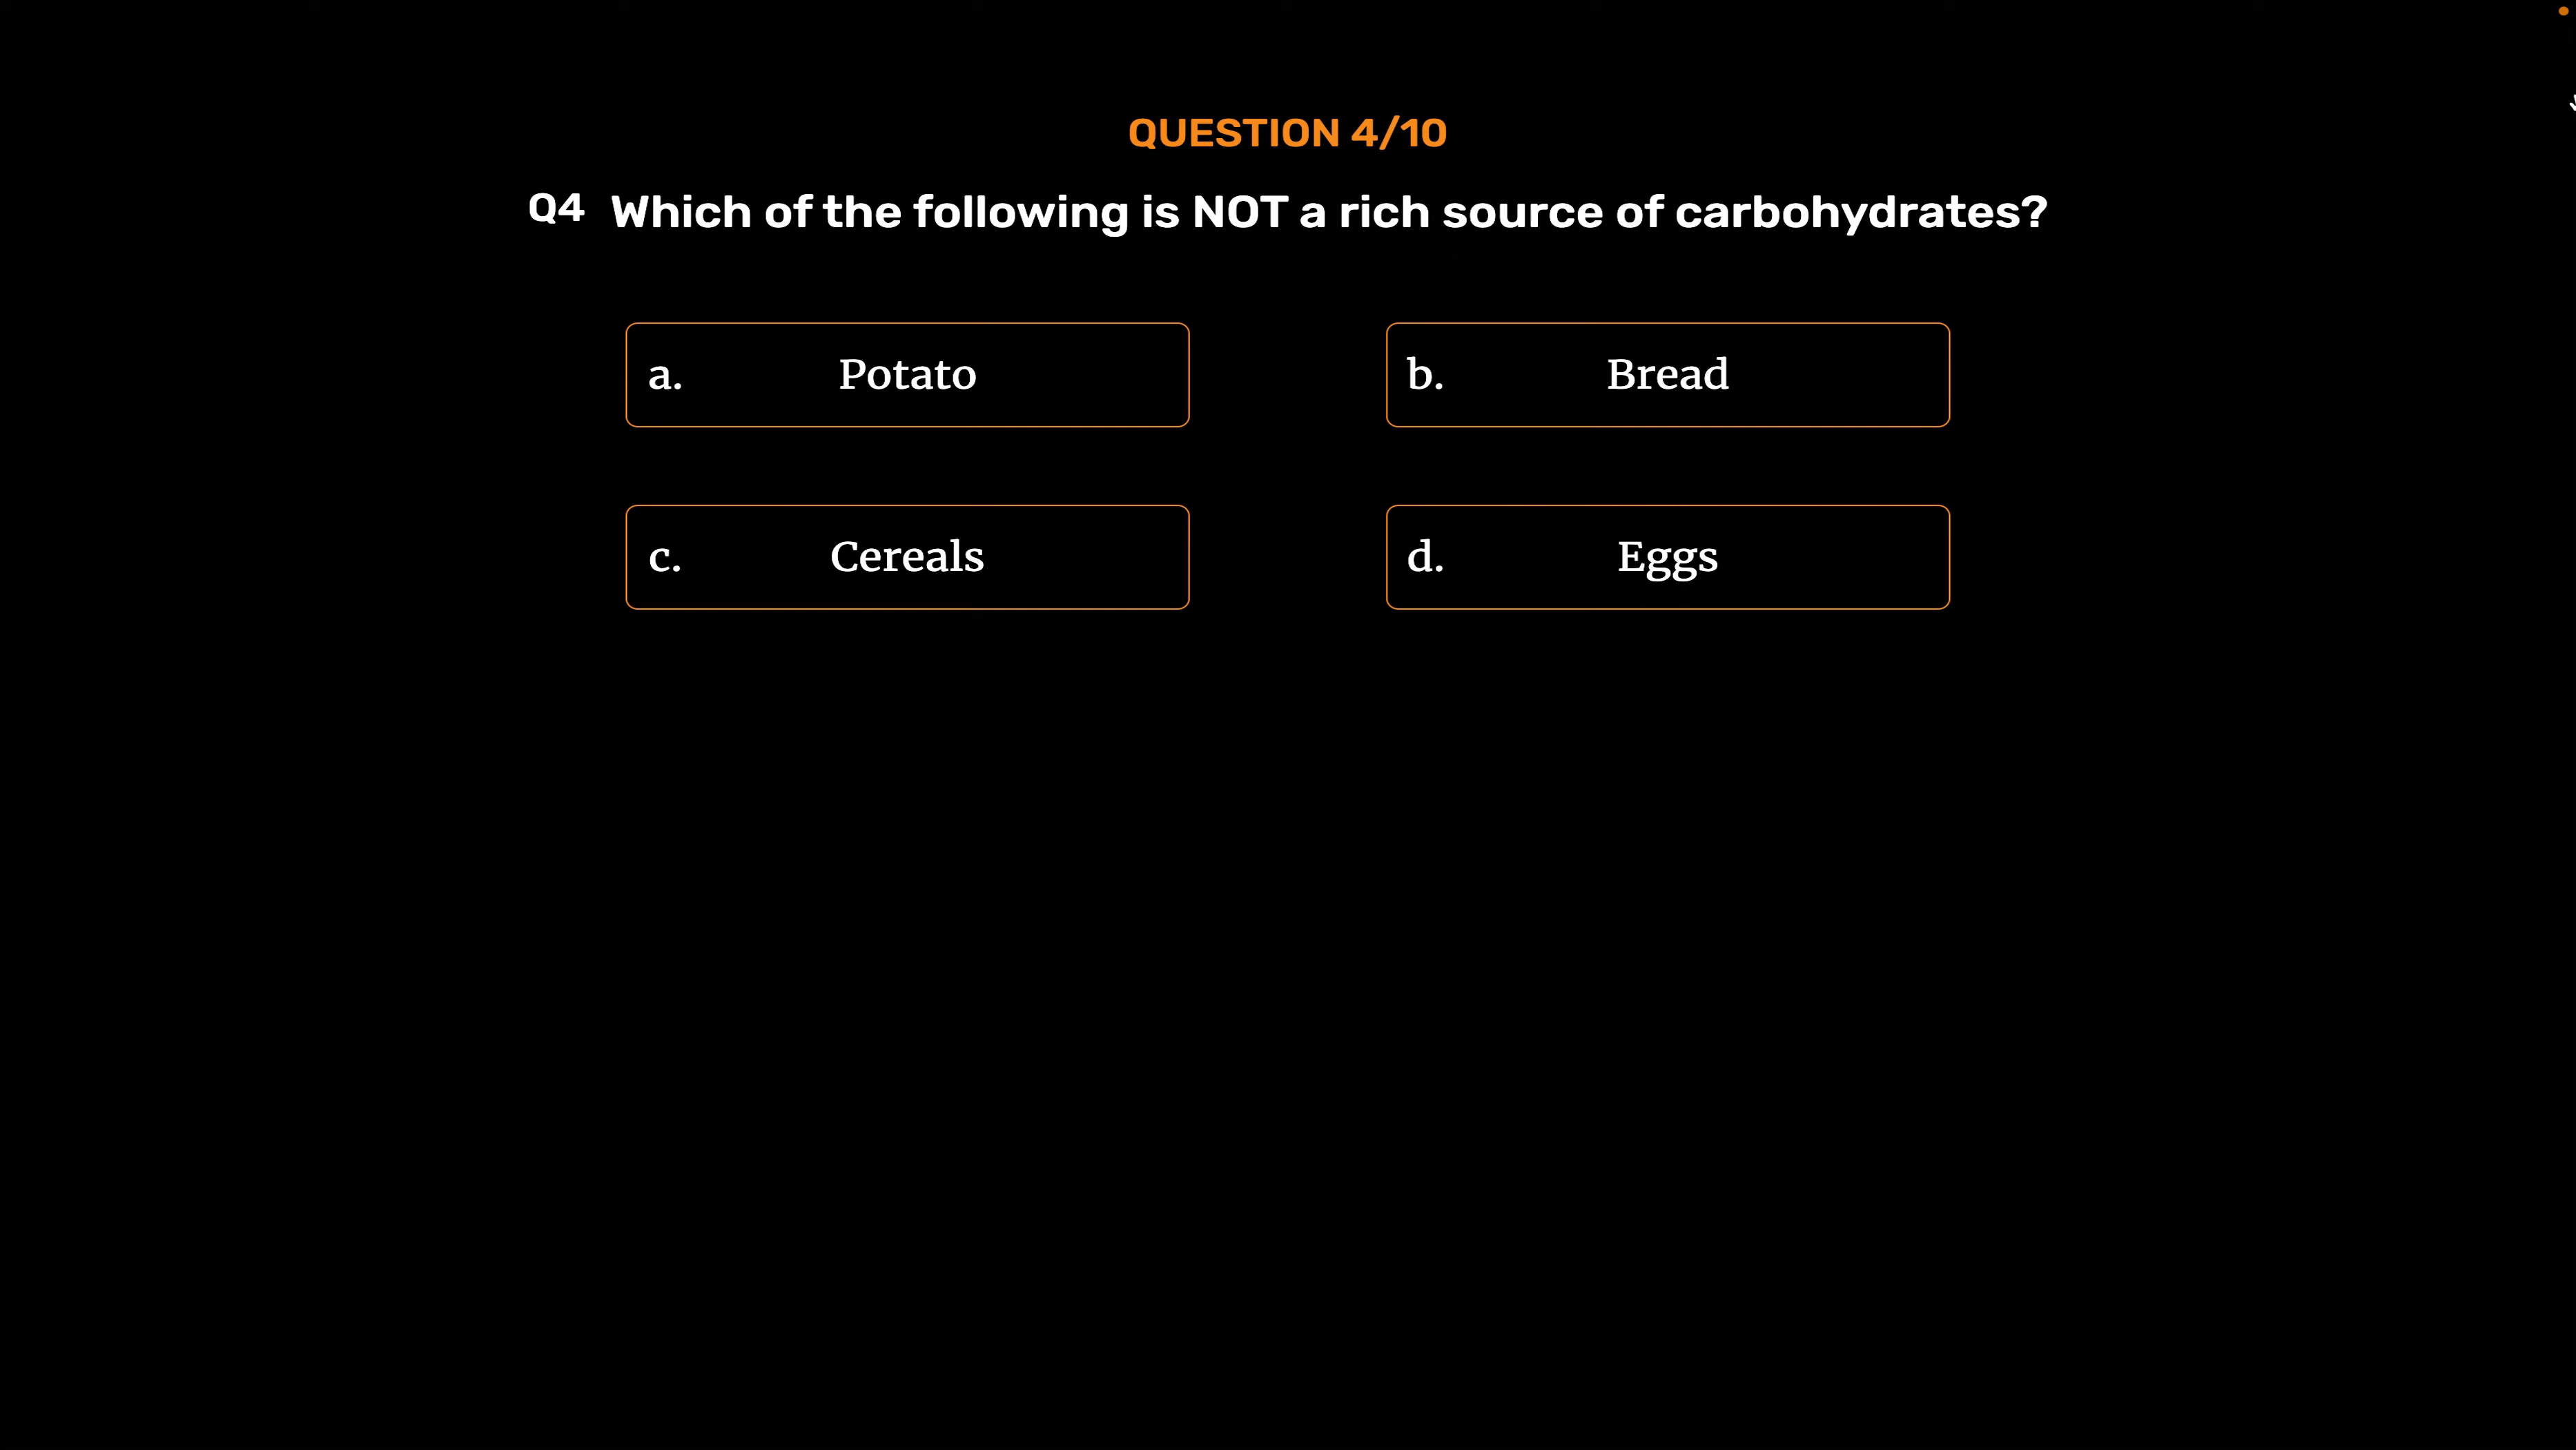 QUESTION 4/10
Q4 Which of the following is NOT a rich source of carbohydrates?
a. Potato
b. Bread
c. Cereals
d. Eggs